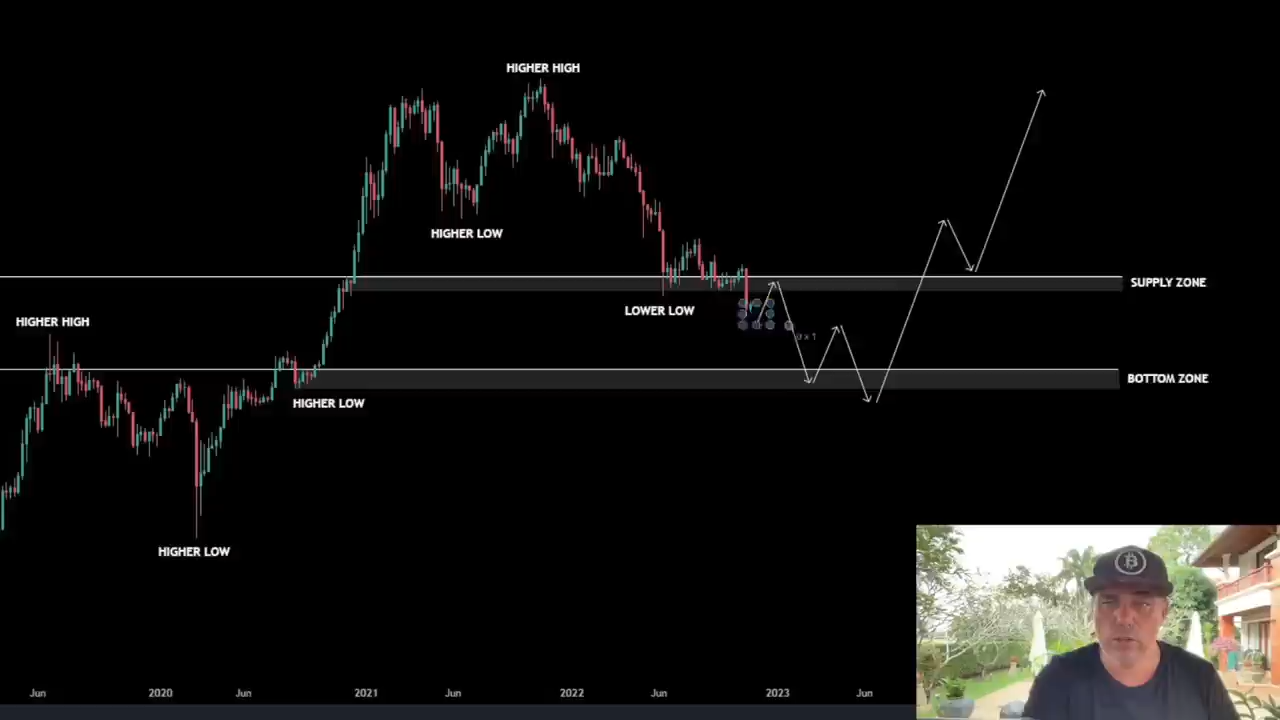 HIGHER HIGH
HIGHER LOW
HIGHER HIGH
SUPPLY ZONE
LOWER LOW
BOTTOM ZONE
HIGHER LOW
HIGHER LOW
Jun
2020
Jun
2021
Jun
2022
Jun
2023
Jun